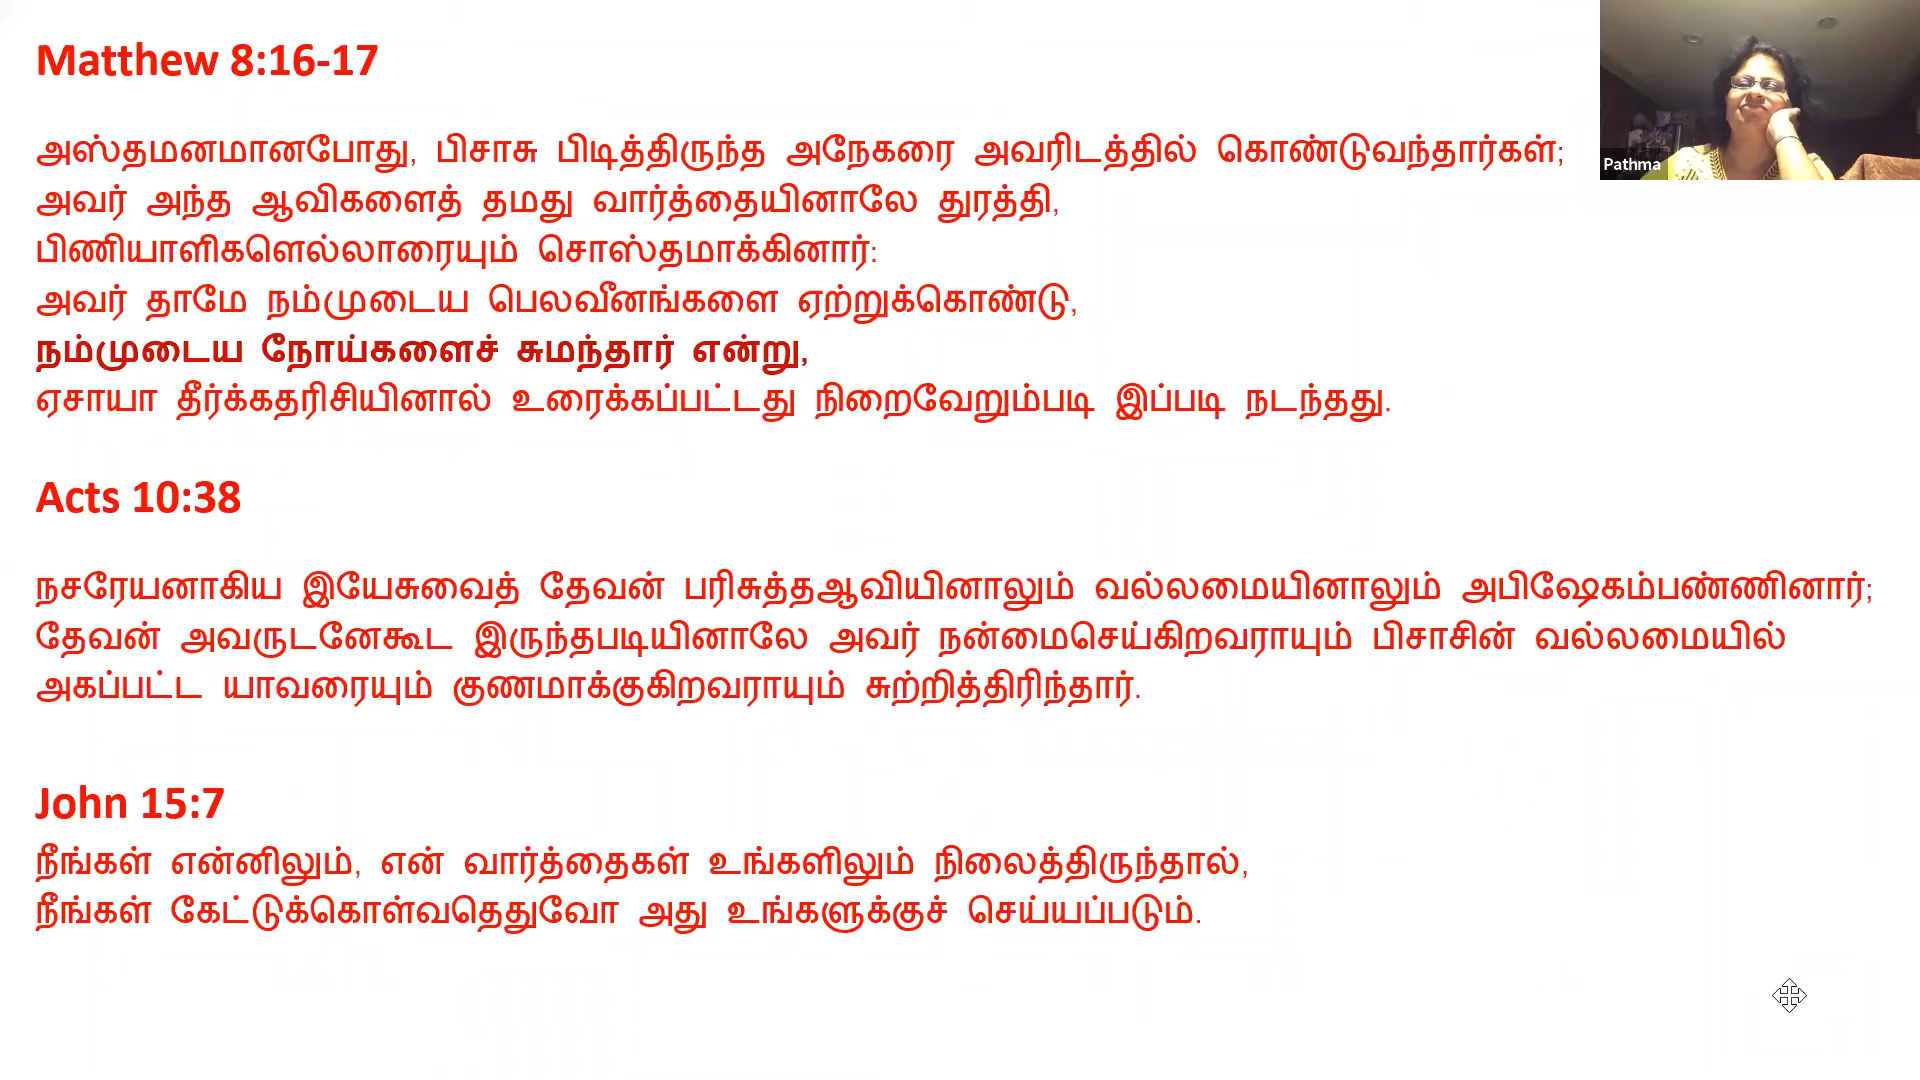 Matthew 8:16-17
Pathma
அஸ்தமனமானபோது, பிசாசு பிடித்திருந்த அநேகரை அவரிடத்தில் கொண்டுவந்தார்கள்;
அவர் அந்த ஆவிகளைத் தமது வார்த்தையினாலே துரத்தி,
பிணியாளிகளெல்லாரையும் சொஸ்தமாக்கினார்:
அவர் தாமே நம்முடைய பெலவீனங்களை ஏற்றுக்கொண்டு,
நம்முடைய நோய்களைச் சுமந்தார் என்று,
ஏசாயா தீர்க்கதரிசியினால் உரைக்கப்பட்டது நிறைவேறும்படி இப்படி நடந்தது.
Acts 10:38
நசரேயனாகிய இயேசுவைத் தேவன் பரிசுத்தஆவியினாலும் வல்லமையினாலும் அபிஷேகம்பண்ணினார்;
தேவன் அவருடனேகூட இருந்தபடியினாலே அவர் நன்மைசெய்கிறவராயும் பிசாசின் வல்லமையில்
அகப்பட்ட யாவரையும் குணமாக்குகிறவராயும் சுற்றித்திரிந்தார்.
John 15:7
நீங்கள் என்னிலும், என் வார்த்தைகள் உங்களிலும் நிலைத்திருந்தால்,
நீங்கள் கேட்டுக்கொள்வதெதுவோ அது உங்களுக்குச் செய்யப்படும்.